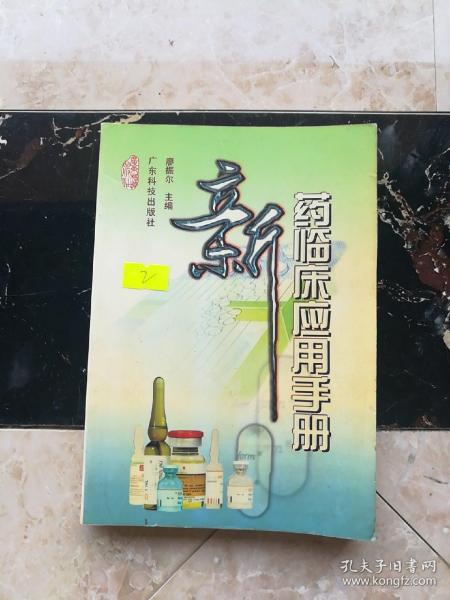 新
药临床应用手册
廖振尔 主编
广东科技出版社
2
form
孔夫子旧书网
www.kongfz.com